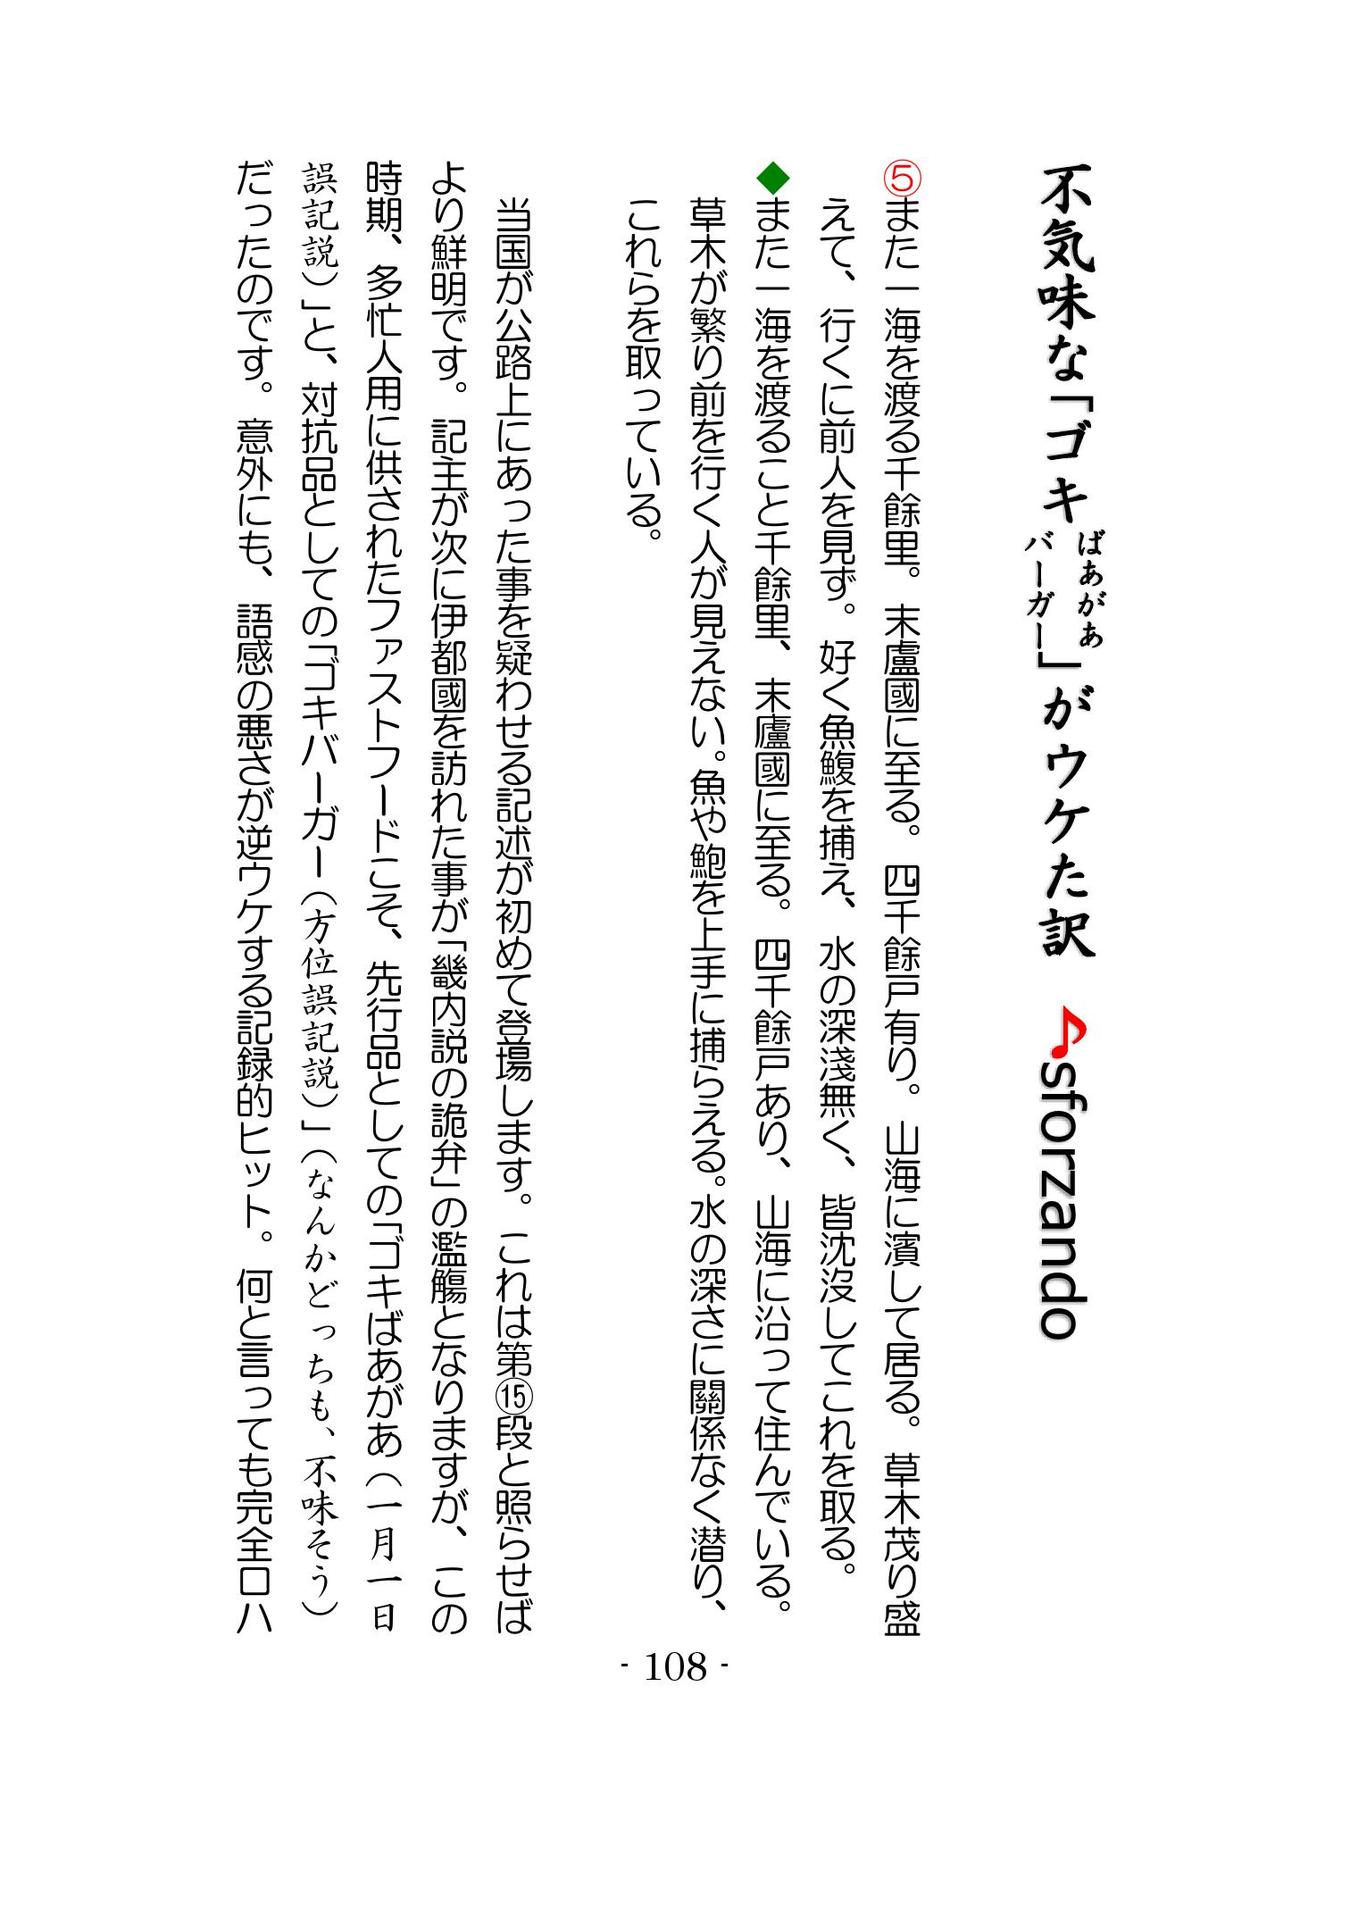 不気味な「ゴキばあがあバーガー」がウケた訳 ♪sforzando
⑤また一海を渡る千餘里。末盧國に至る。四千餘戸有り。山海に濱して居る。草木茂り盛
えて、行くに前人を見ず。好く魚鰒を捕え、水の深淺無く、皆沈沒してこれを取る。
◆また一海を渡ること千餘里、末廬國に至る。四千餘戸あり、山海に沿って住んでいる。
草木が繁り前を行く人が見えない。魚や鮑を上手に捕らえる。水の深さに關係なく潜り、
これらを取っている。
当国が公路上にあった事を疑わせる記述が初めて登場します。これは第⑮段と照らせば
より鮮明です。記主が次に伊都國を訪れた事が「畿内説の詭弁」の濫觴となりますが、この
時期、多忙人用に供されたファストフードこそ、先行品としての「ゴキばあがあ(一月一日
誤記説)」と、対抗品としての「ゴキバーガー(方位誤記説)」(なんかどっちも、不味そう)
だったのです。意外にも、語感の悪さが逆ウケする記録的ヒット。何と言っても完全ロハ
- 108 -